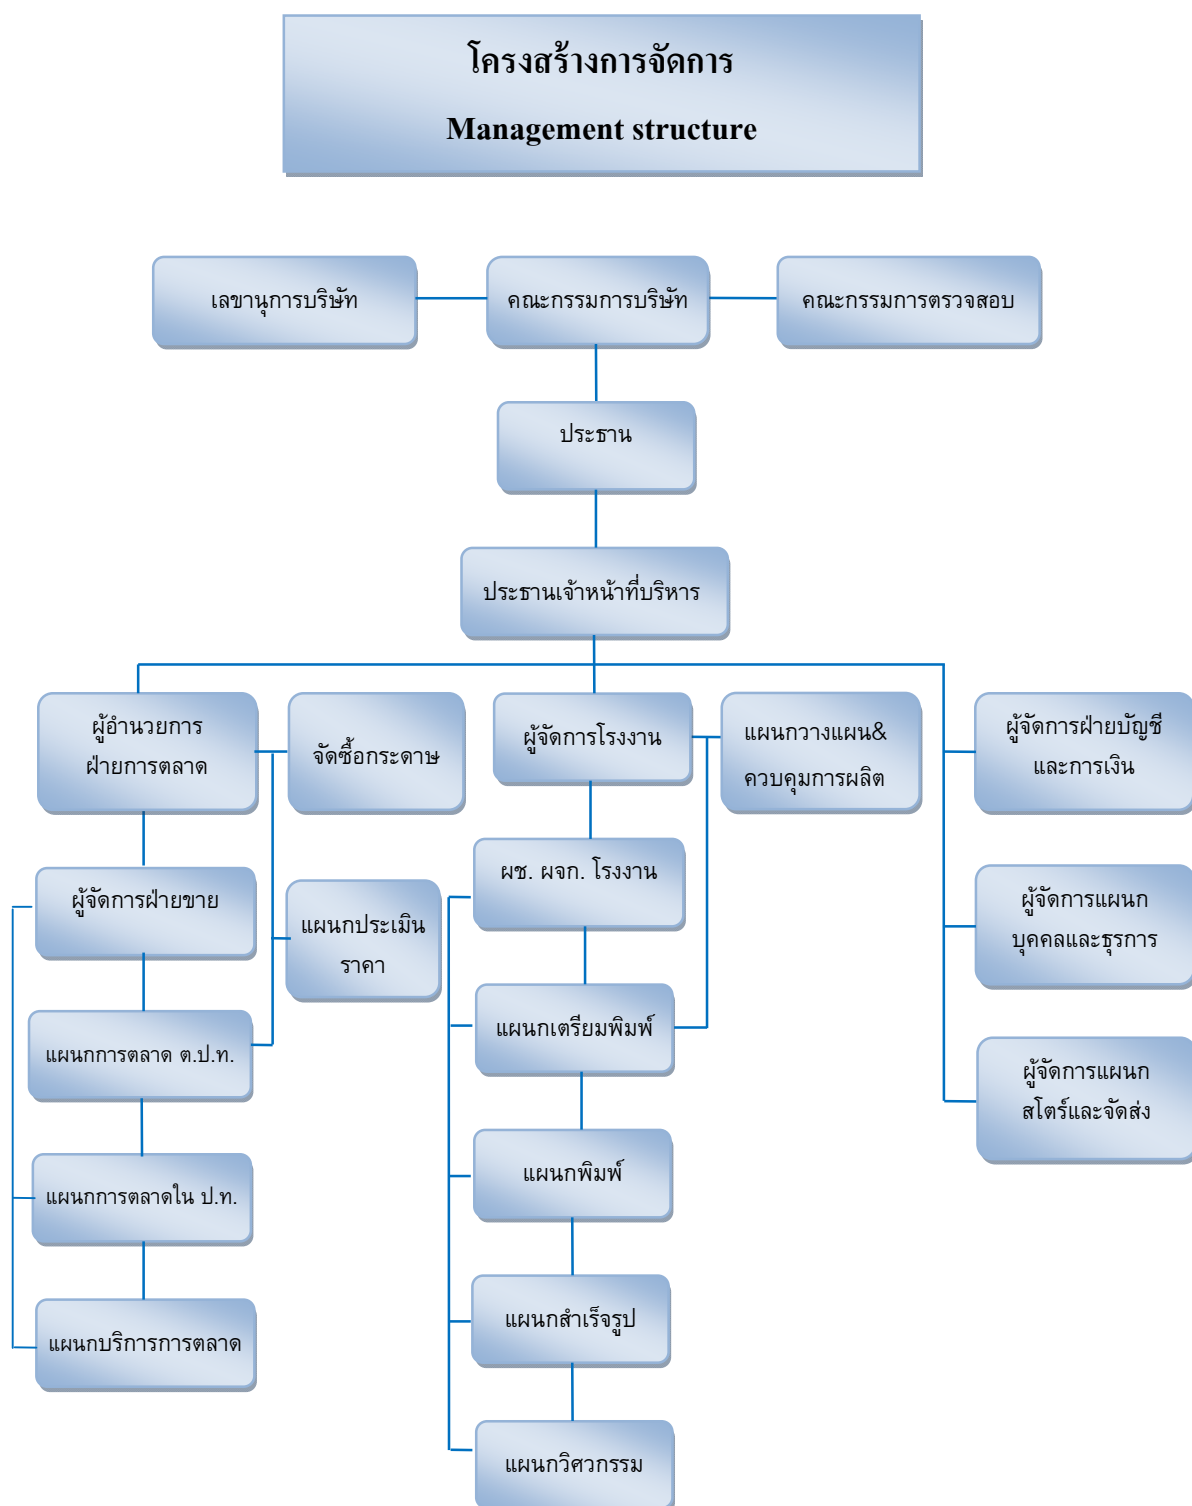 โครงสร้างการจัดการ
Management structure
เลขานุการบริษัท
คณะกรรมการบริษัท
คณะกรรมการตรวจสอบ
ประธาน
ประธานเจ้าหน้าที่บริหาร
ผู้อำนวยการ
ฝ่ายการตลาด
จัดซื้อกระดาษ
ผู้จัดการโรงงาน
แผนกวางแผน&
ควบคุมการผลิต
ผู้จัดการฝ่ายบัญชี
และการเงิน
ผู้จัดการฝ่ายขาย
แผนกประเมิน
ราคา
ผช. ผจก. โรงงาน
ผู้จัดการแผนก
บุคคลและธุรการ
แผนกการตลาด ต.ป.ท.
แผนกเตรียมพิมพ์
ผู้จัดการแผนก
สโตร์และจัดส่ง
แผนกการตลาดใน ป.ท.
แผนกพิมพ์
แผนกบริการการตลาด
แผนกสำเร็จรูป
แผนกวิศวกรรม